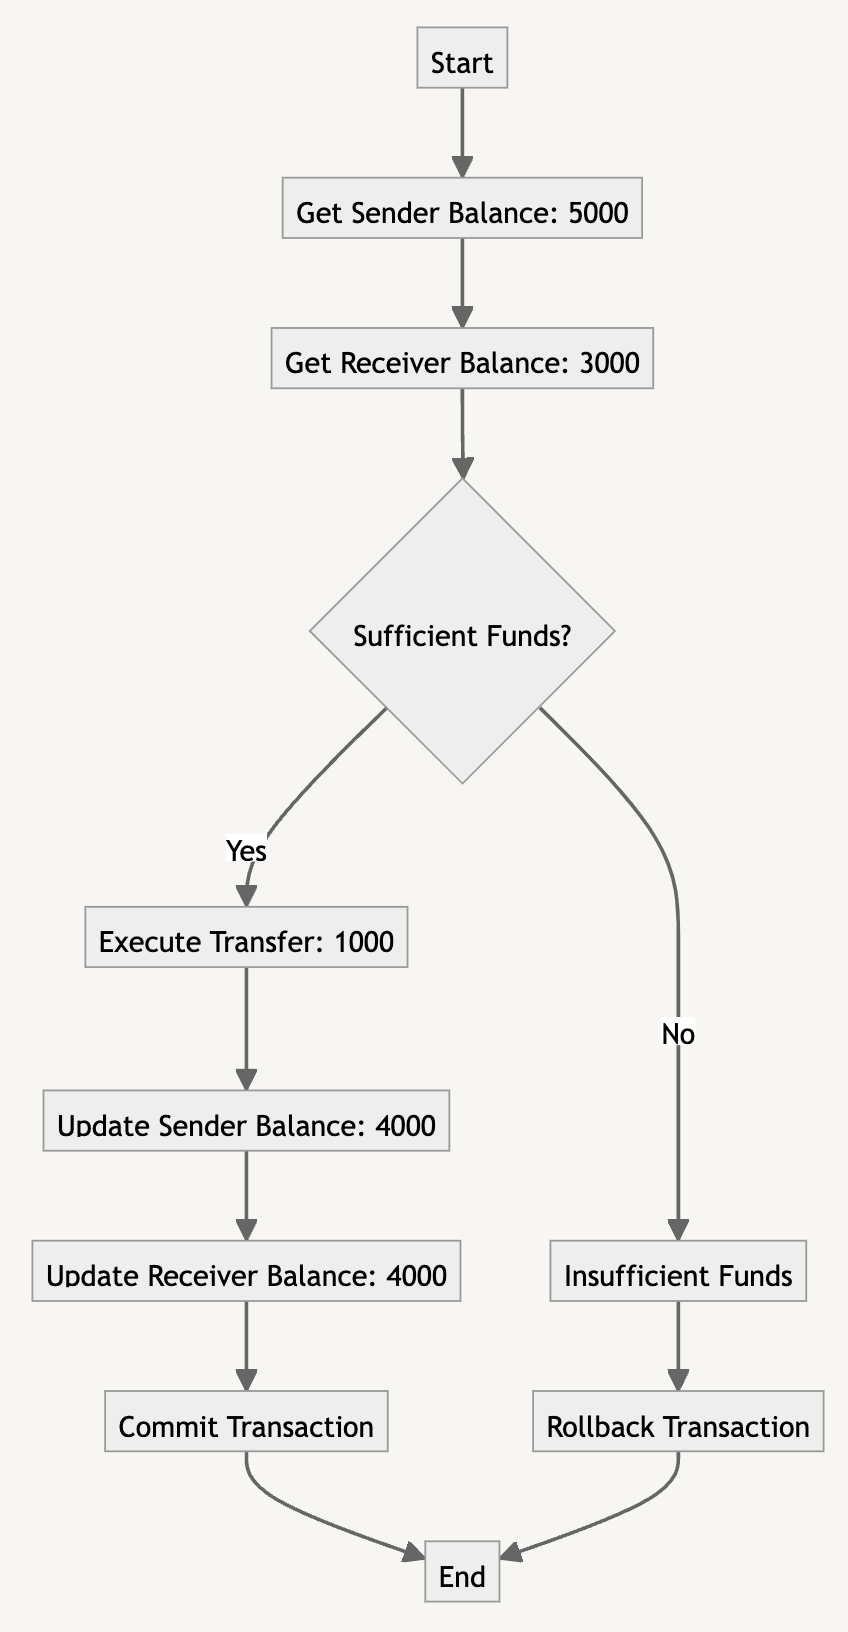 Start
Get Sender Balance: 5000
Get Receiver Balance: 3000
Sufficient Funds?
Yes
Execute Transfer: 1000
No
Update Sender Balance: 4000
Update Receiver Balance: 4000
Insufficient Funds
Commit Transaction
Rollback Transaction
End